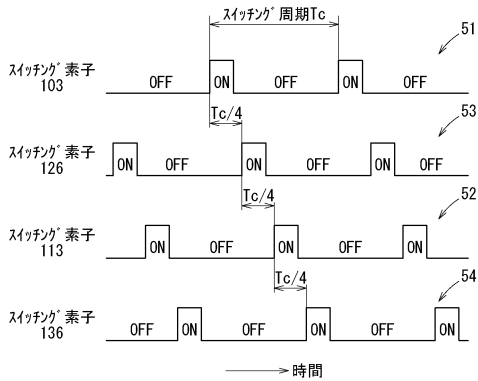 ｽｲｯﾁﾝｸﾞ周期Tc
51
ｽｲｯﾁﾝｸﾞ素子
103
OFF ON OFF ON OFF
Tc/4
53
ｽｲｯﾁﾝｸﾞ素子
126
ON OFF ON OFF ON OFF
Tc/4
52
ｽｲｯﾁﾝｸﾞ素子
113
ON OFF ON OFF ON
Tc/4
54
ｽｲｯﾁﾝｸﾞ素子
136
OFF ON OFF ON OFF ON
時間